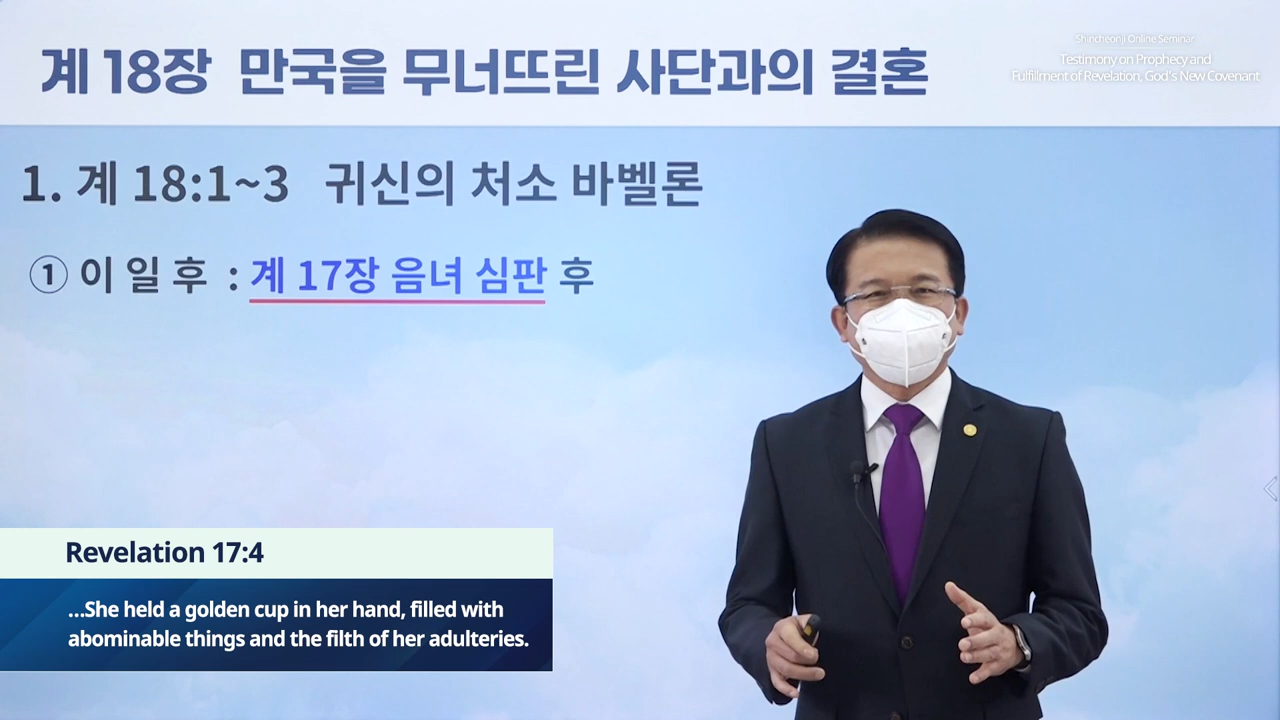 계 18장 만국을 무너뜨린 사단과의 결혼
Shincheonji Online Seminar
Testimony on Prophecy and
Fulfillment of Revelation, God's New Covenant
1. 계 18:1~3 귀신의 처소 바벨론
① 이 일 후 : 계 17장 음녀 심판 후
Revelation 17:4
...She held a golden cup in her hand, filled with
abominable things and the filth of her adulteries.